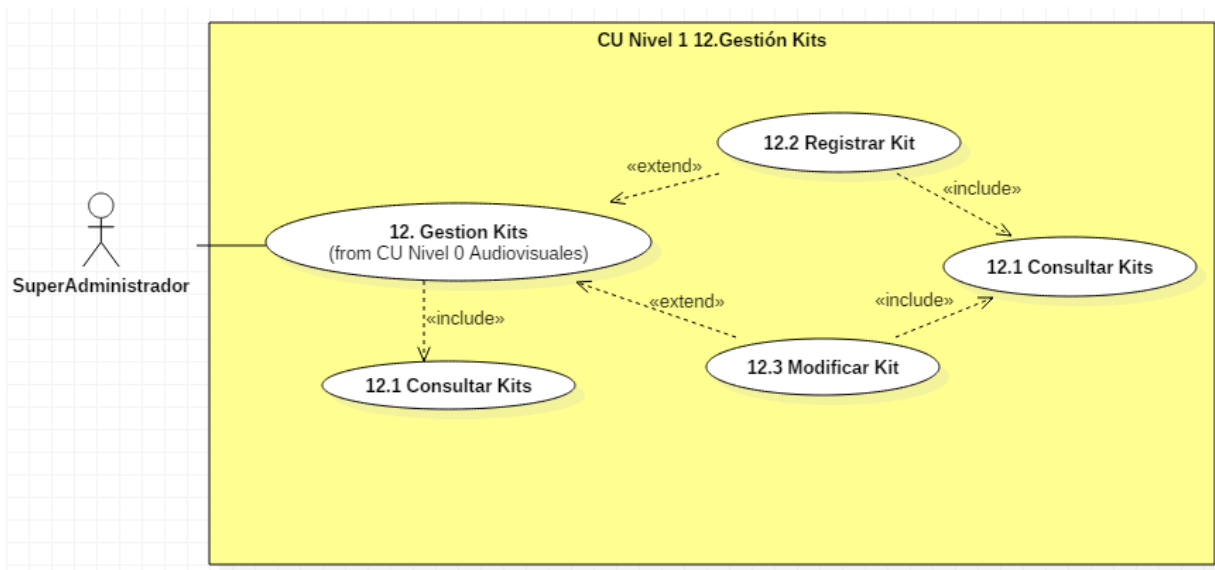 CU Nivel 1 12.Gestión Kits
12.2 Registrar Kit
«extend»
«include»
12. Gestion Kits
(from CU Nivel 0 Audiovisuales)
12.1 Consultar Kits
SuperAdministrador
«extend»
«include»
«include»
12.3 Modificar Kit
12.1 Consultar Kits